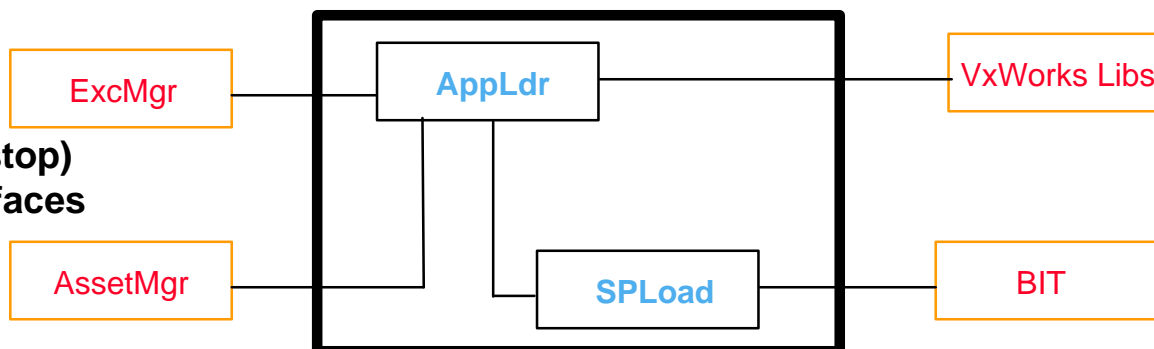 ExcMgr
AppLdr
VxWorks Libs
stop)
faces
AssetMgr
SPLoad
BIT